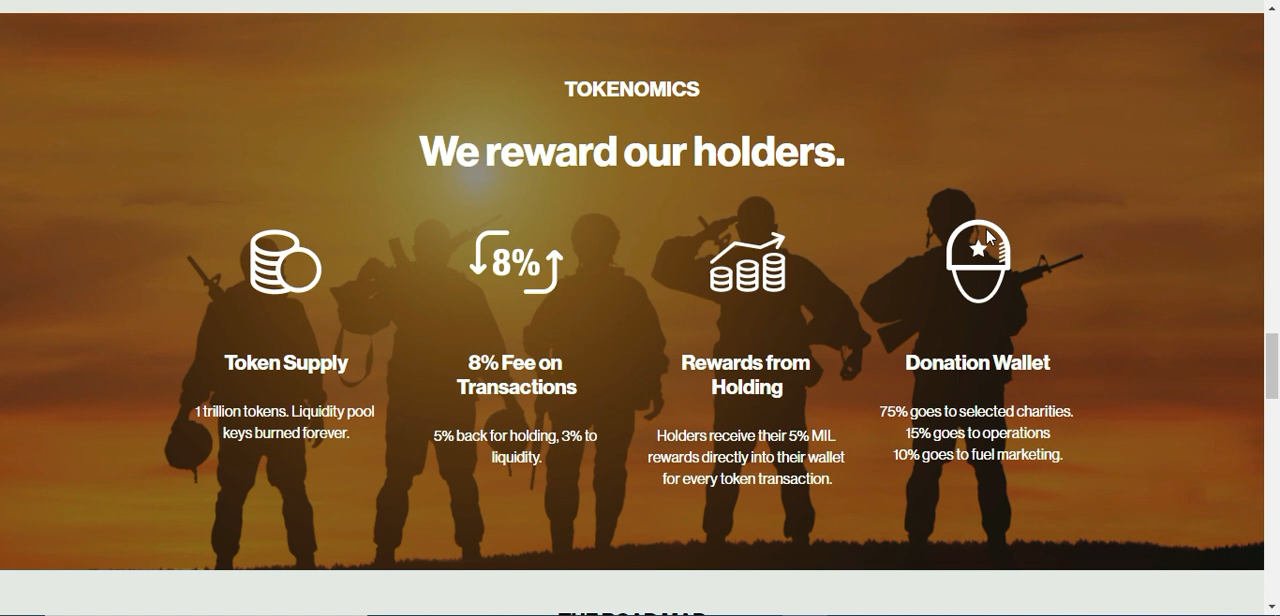 TOKENOMICS
We reward our holders.
8%
Token Supply
1 trillion tokens. Liquidity pool
keys burned forever.
8% Fee on
Transactions
5% back for holding, 3% to
liquidity.
Rewards from
Holding
Holders receive their 5% MIL
rewards directly into their wallet
for every token transaction.
Donation Wallet
75% goes to selected charities.
15% goes to operations
10% goes to fuel marketing.
THE ROAD MAP